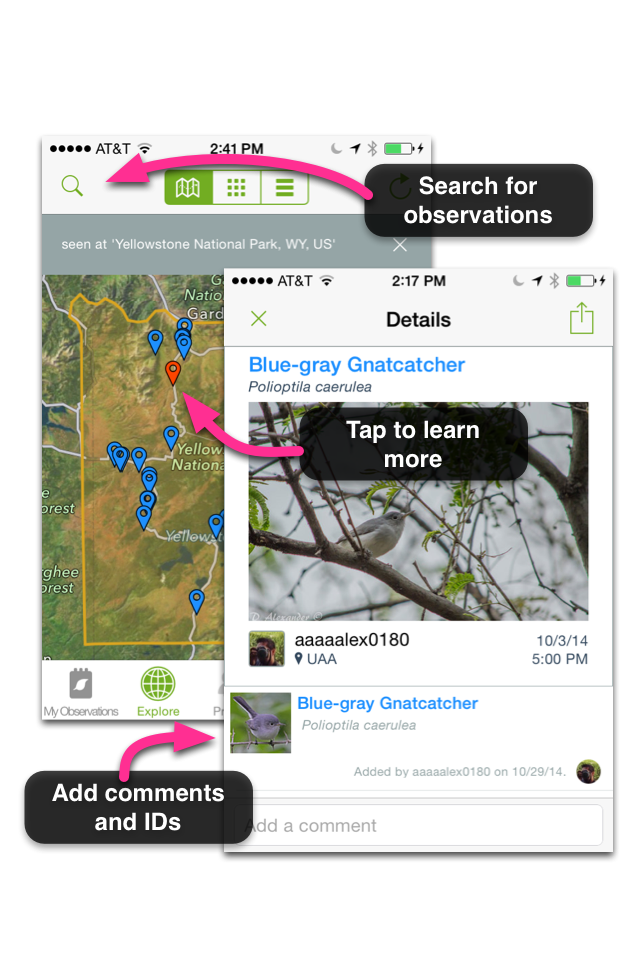 AT&T
2:41 PM
Search for
observations
seen at 'Yellowstone National Park, WY, US'
Gard
Yellow
Nationa
Yellowst
e
orest
ghee
orest
My Observations
Explore
AT&T
2:17 PM
Details
Blue-gray Gnatcatcher
Polioptila caerulea
Tap to learn
more
D. Alexander ©
aaaaalex0180
10/3/14
UAA
5:00 PM
Blue-gray Gnatcatcher
Polioptila caerulea
Added by aaaaalex0180 on 10/29/14.
Add comments
and IDs
Add a comment